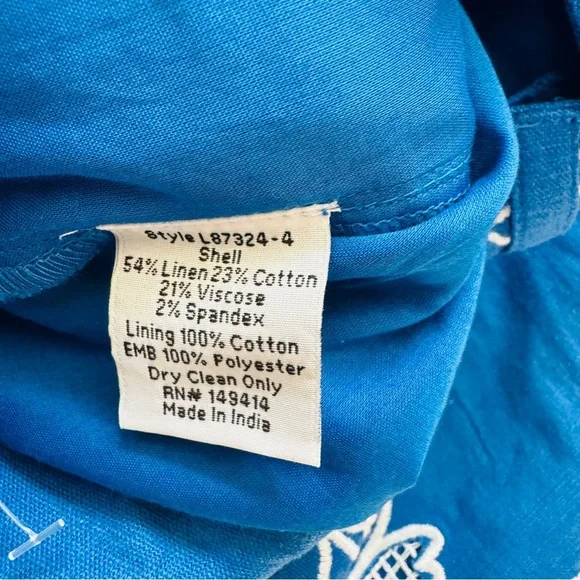 Style L87324-4
Shell
54% Linen 23% Cotton
21% Viscose
2% Spandex
Lining 100% Cotton
EMB 100% Polyester
Dry Clean Only
RN# 149414
Made In India